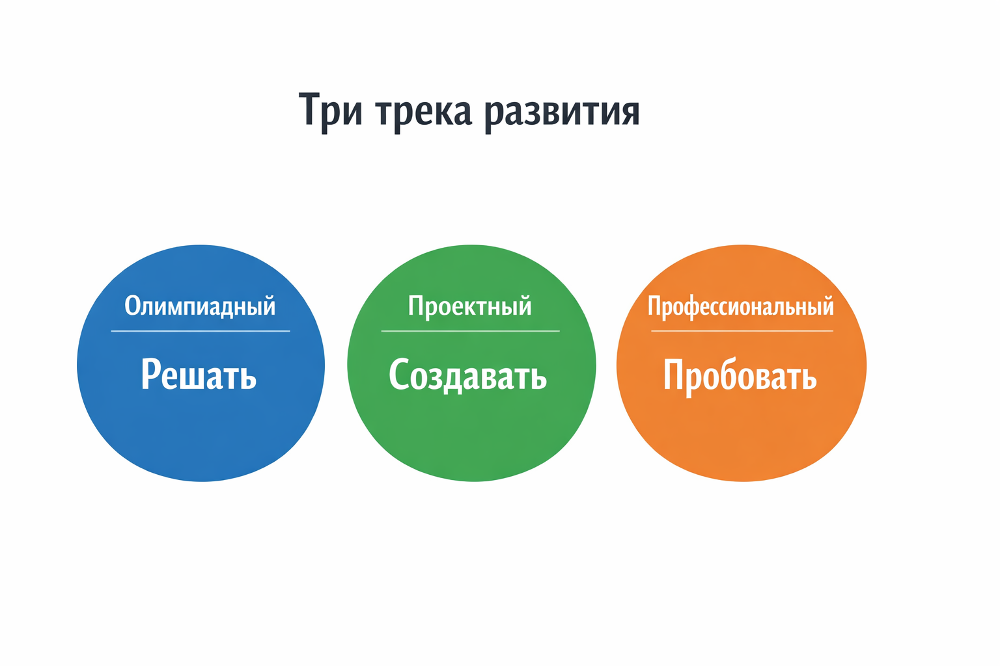 Три трека развития
Олимпиадный
Решать
Проектный
Создавать
Профессиональный
Пробовать